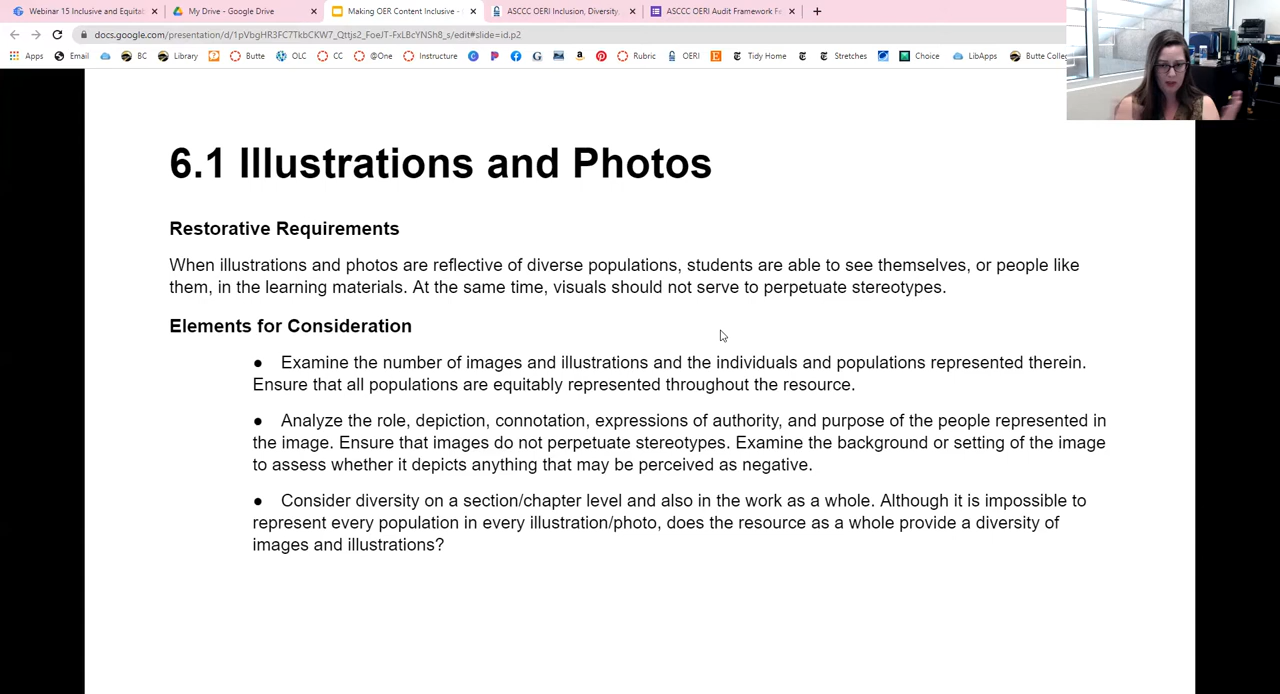 Webinar 15 Inclusive and Equita
My Drive - Google Drive
Making OER Content Inclusive -
ASCCC OERI Inclusion, Diversity,
ASCCC OERI Audit Framework Fe
docs.google.com/presentation/d/1pVbgHR3FC7TkbCKW7_Qttjs2_FoeJT-FxLBcYNSh8_s/edit#slide=id.p2
Apps Email BC Library Butte OLC CC @One Instructure Rubric OERI Tidy Home Stretches Choice LibApps Butte Colleg
6.1 Illustrations and Photos
Restorative Requirements
When illustrations and photos are reflective of diverse populations, students are able to see themselves, or people like
them, in the learning materials. At the same time, visuals should not serve to perpetuate stereotypes.
Elements for Consideration
● Examine the number of images and illustrations and the individuals and populations represented therein.
Ensure that all populations are equitably represented throughout the resource.
● Analyze the role, depiction, connotation, expressions of authority, and purpose of the people represented in
the image. Ensure that images do not perpetuate stereotypes. Examine the background or setting of the image
to assess whether it depicts anything that may be perceived as negative.
● Consider diversity on a section/chapter level and also in the work as a whole. Although it is impossible to
represent every population in every illustration/photo, does the resource as a whole provide a diversity of
images and illustrations?